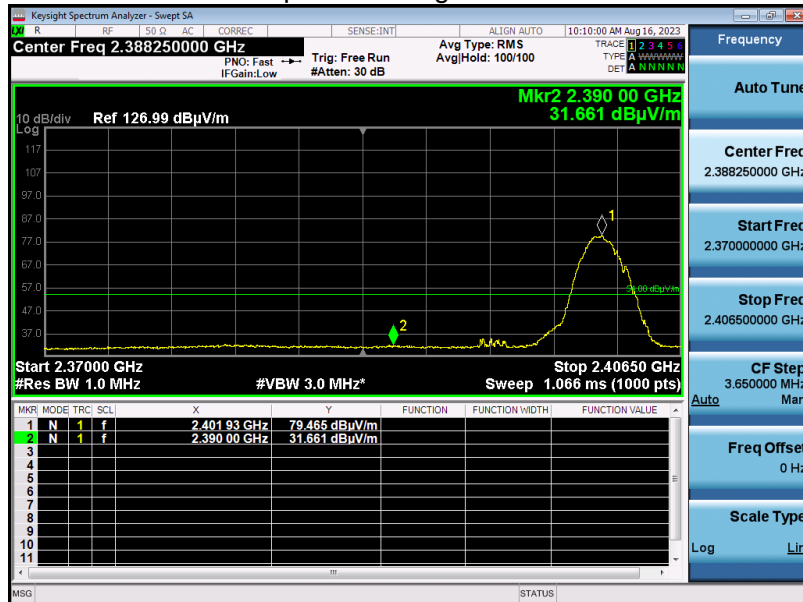 Keysight Spectrum Analyzer - Swept SA
LXI R RF 50 Ω AC CORREC SENSE:INT ALIGN AUTO 10:10:00 AM Aug 16, 2023
Center Freq 2.388250000 GHz
PNO: Fast
IFGain:Low
Trig: Free Run
#Atten: 30 dB
Avg Type: RMS
Avg|Hold: 100/100
TRACE 1 2 3 4 5 6
TYPE A WWWWW
DET A N N N N N
Mkr2 2.390 00 GHz
31.661 dBµV/m
10 dB/div Ref 126.99 dBµV/m
Log
117
107
97.0
87.0
77.0
67.0
57.0
47.0
37.0
1
2
54.00 dBµV/m
Start 2.37000 GHz Stop 2.40650 GHz
#Res BW 1.0 MHz #VBW 3.0 MHz* Sweep 1.066 ms (1000 pts)
MKR MODE TRC SCL X Y FUNCTION FUNCTION WIDTH FUNCTION VALUE
1 N 1 f 2.401 93 GHz 79.465 dBµV/m
2 N 1 f 2.390 00 GHz 31.661 dBµV/m
3
4
5
6
7
8
9
10
11
MSG STATUS
Frequency
Auto Tune
Center Freq
2.388250000 GHz
Start Freq
2.370000000 GHz
Stop Freq
2.406500000 GHz
CF Step
3.650000 MHz
Auto Man
Freq Offset
0 Hz
Scale Type
Log Lin